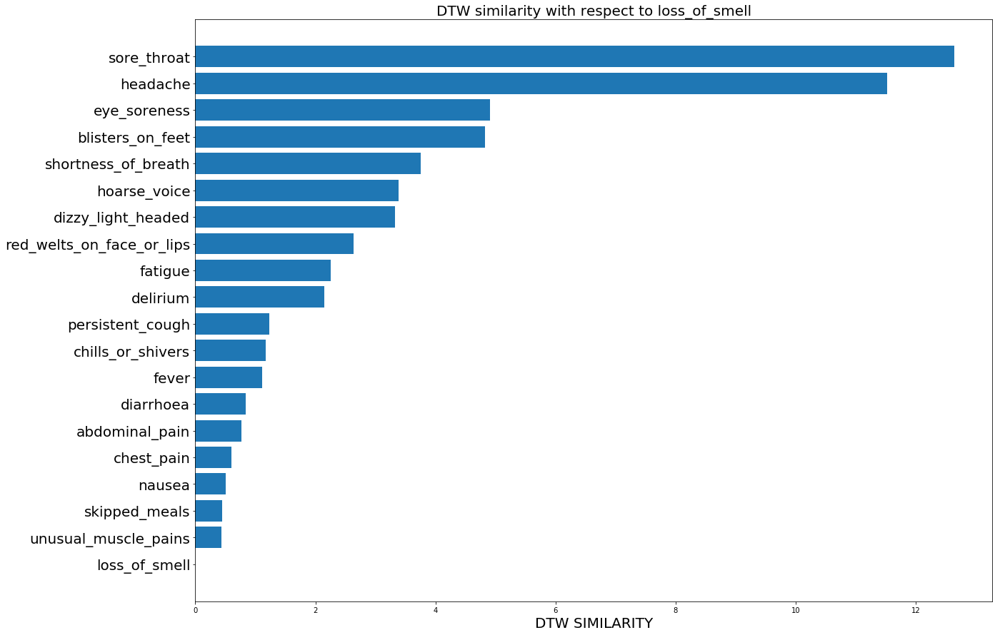 DTW similarity with respect to loss_of_smell
sore_throat
headache
eye_soreness
blisters_on_feet
shortness_of_breath
hoarse_voice
dizzy_light_headed
red_welts_on_face_or_lips
fatigue
delirium
persistent_cough
chills_or_shivers
fever
diarrhoea
abdominal_pain
chest_pain
nausea
skipped_meals
unusual_muscle_pains
loss_of_smell
0 2 4 6 8 10 12
DTW SIMILARITY